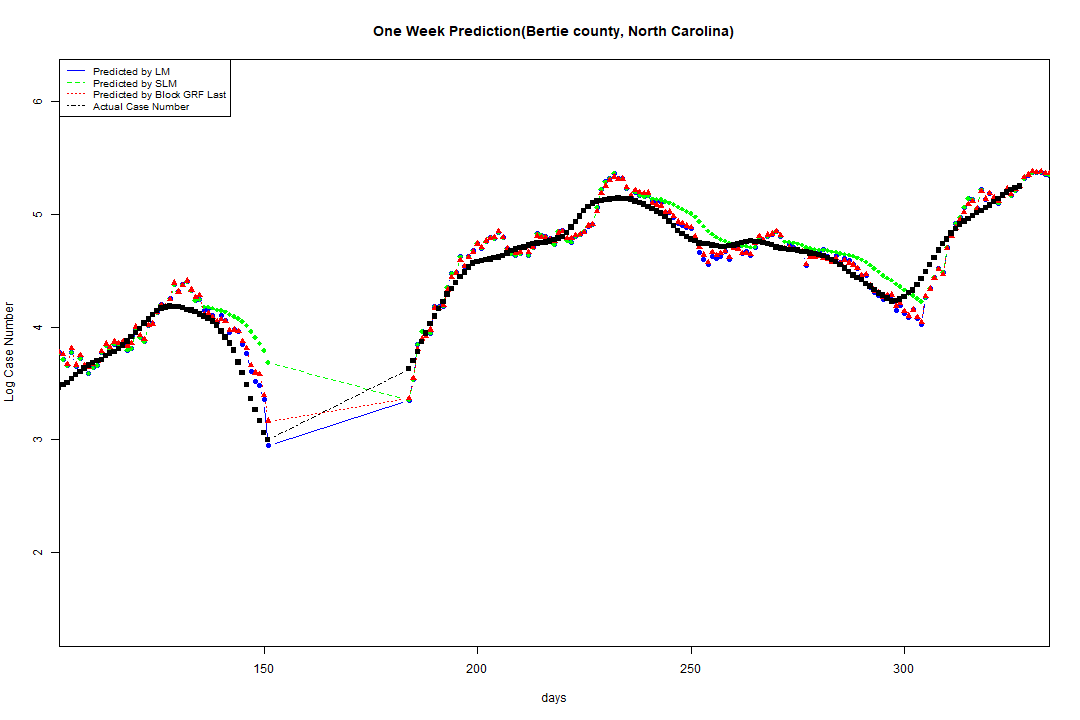 One Week Prediction(Bertie county, North Carolina)
Predicted by LM
Predicted by SLM
Predicted by Block GRF Last
Actual Case Number
6
5
4
3
2
Log Case Number
150
200
250
300
days